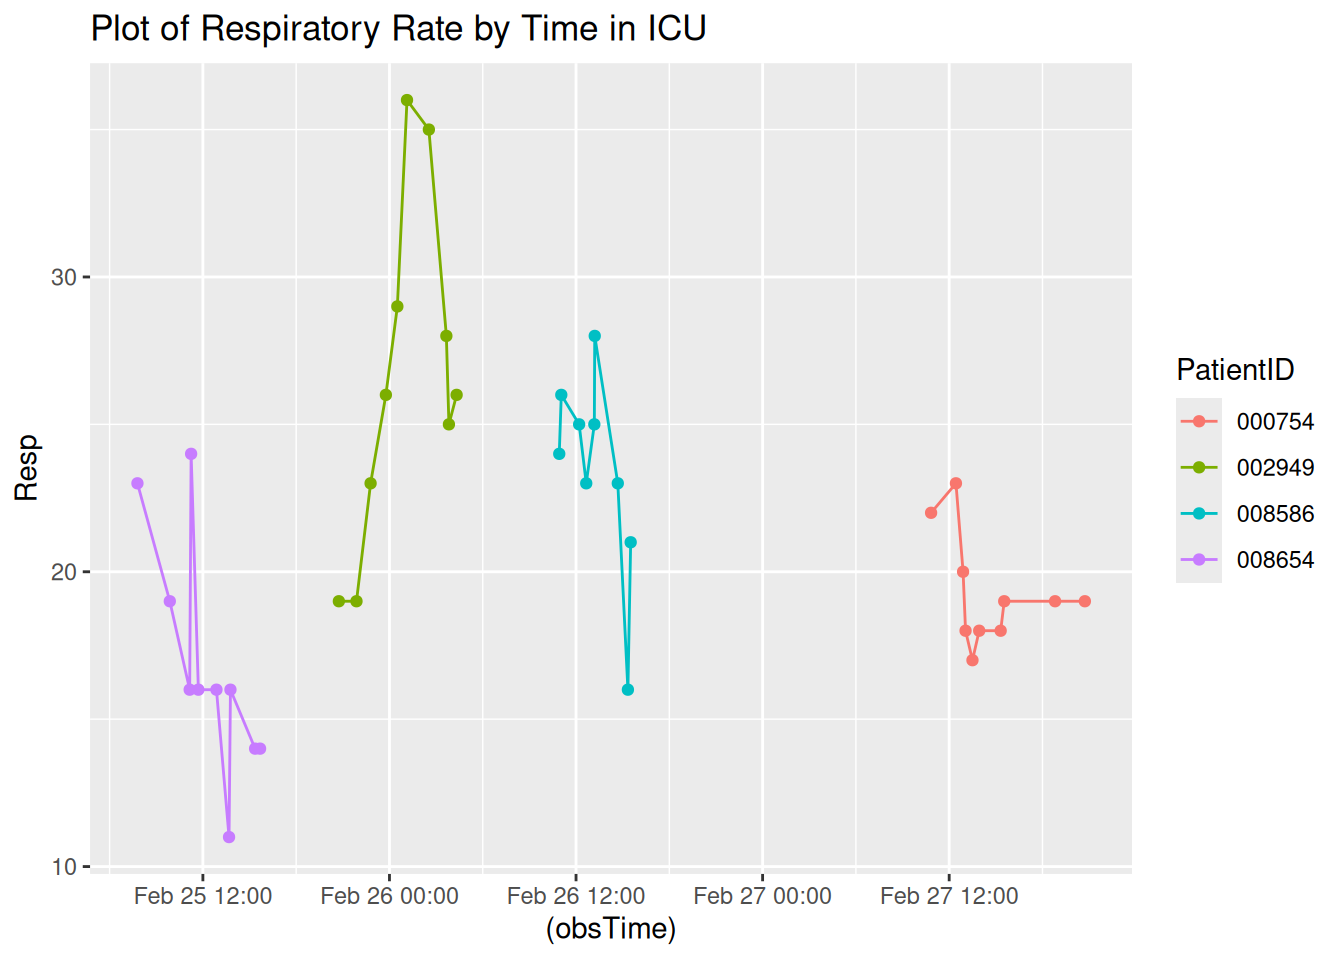 Plot of Respiratory Rate by Time in ICU
Resp
30
20
10
Feb 25 12:00
Feb 26 00:00
Feb 26 12:00
Feb 27 00:00
Feb 27 12:00
(obsTime)
PatientID
000754
002949
008586
008654